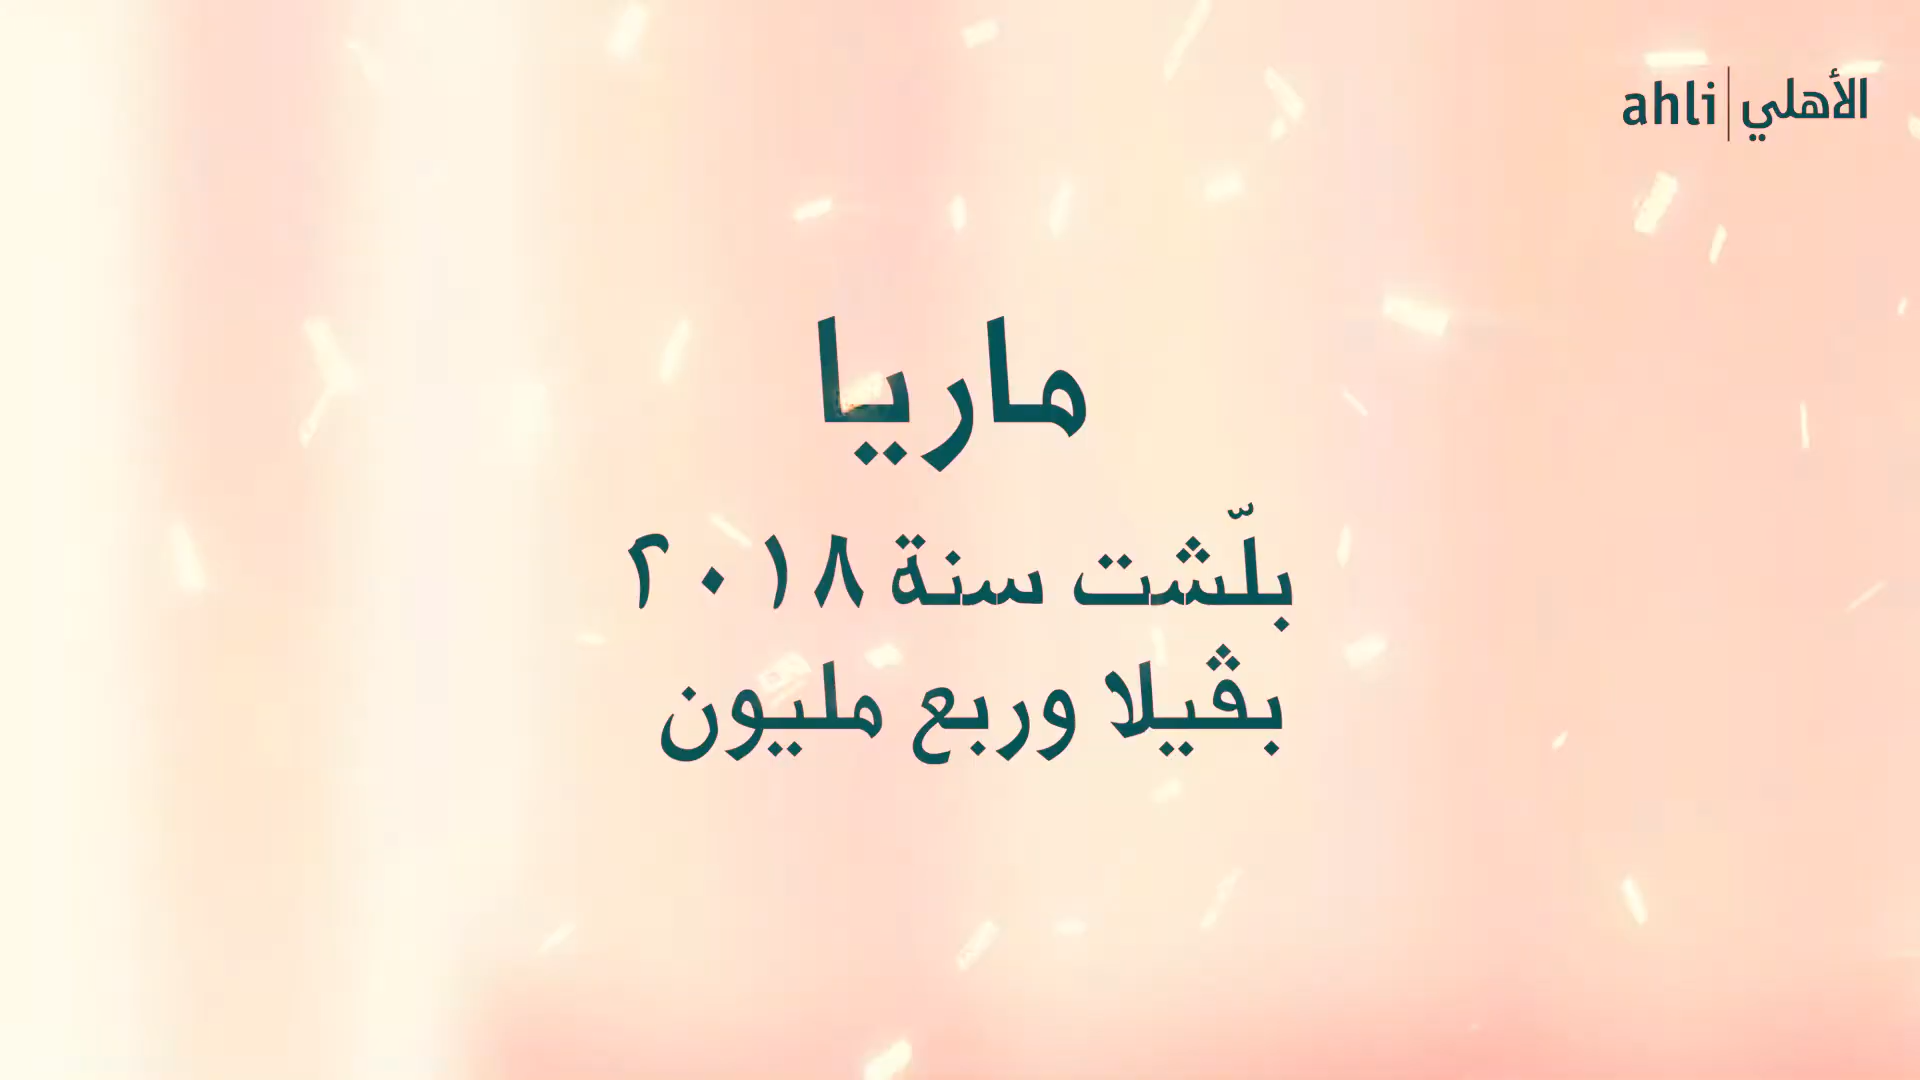 ahli | الأهلي
ماريا
بلّشت سنة ٢٠١٨
بڤيلا وربع مليون